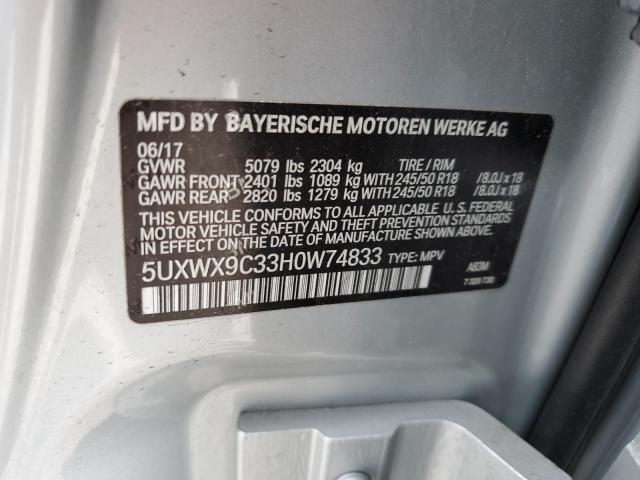 MFD BY BAYERISCHE MOTOREN WERKE AG
06/17
GVWR 5079 lbs 2304 kg TIRE / RIM
GAWR FRONT 2401 lbs 1089 kg WITH 245/50 R18 /8.0J x 18
GAWR REAR 2820 lbs 1279 kg WITH 245/50 R18 /8.0J x 18
THIS VEHICLE CONFORMS TO ALL APPLICABLE U.S. FEDERAL
MOTOR VEHICLE SAFETY AND THEFT PREVENTION STANDARDS
IN EFFECT ON THE DATE OF MANUFACTURE SHOWN ABOVE.
5UXWX9C33H0W74833 TYPE: MPV
A83M
7 320 730